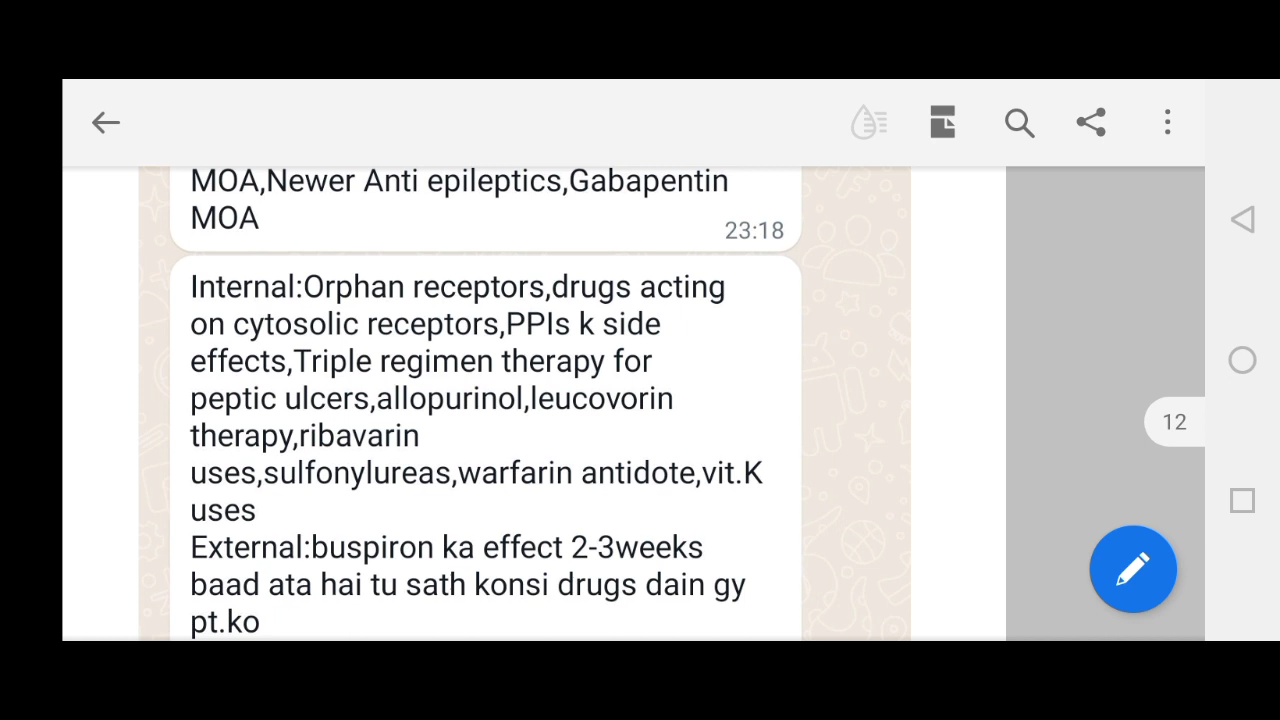 MOA,Newer Anti epileptics,Gabapentin
MOA
23:18
Internal:Orphan receptors,drugs acting
on cytosolic receptors,PPIs k side
effects,Triple regimen therapy for
peptic ulcers,allopurinol,leucovorin
therapy,ribavarin
uses,sulfonylureas,warfarin antidote,vit.K
uses
External:buspiron ka effect 2-3weeks
baad ata hai tu sath konsi drugs dain gy
pt.ko
12